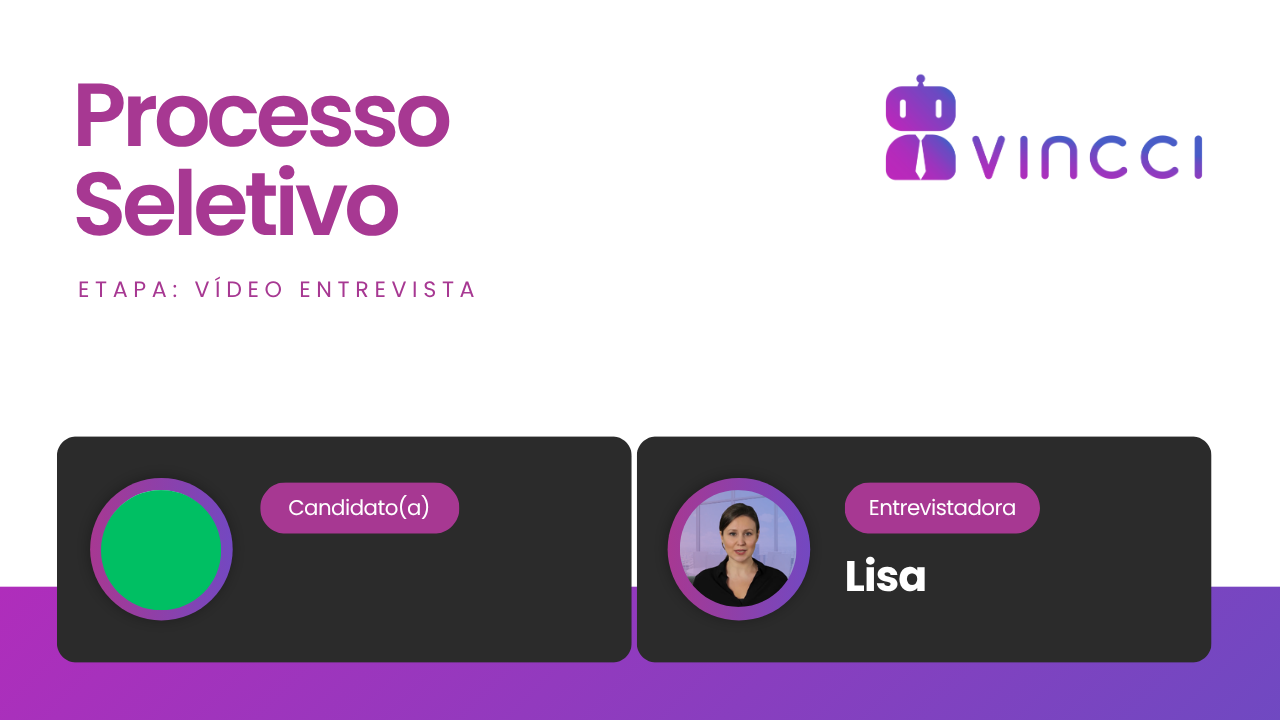 Processo
Seletivo
ETAPA: VÍDEO ENTREVISTA
VINCCI
Candidato(a)
Entrevistadora
Lisa